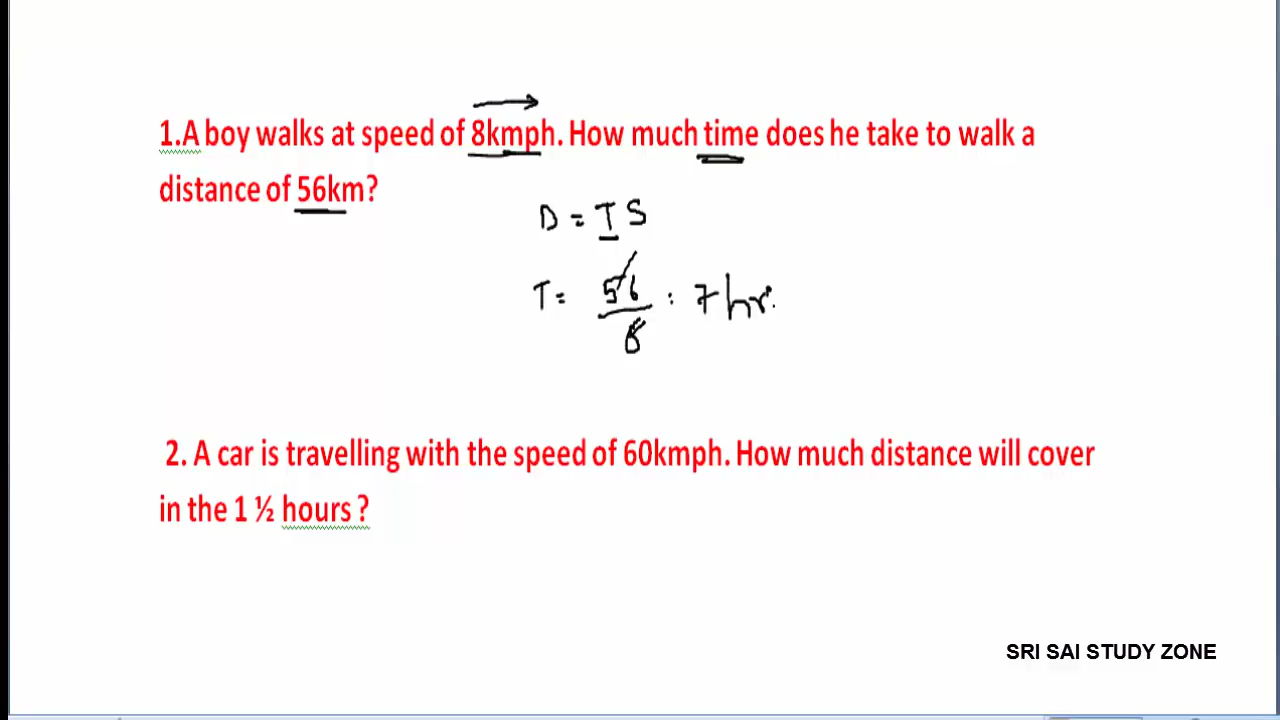 1.A boy walks at speed of 8kmph. How much time does he take to walk a
distance of 56km?
D = T S
T = 56/8 : 7 hr.
2. A car is travelling with the speed of 60kmph. How much distance will cover
in the 1 ½ hours ?
SRI SAI STUDY ZONE